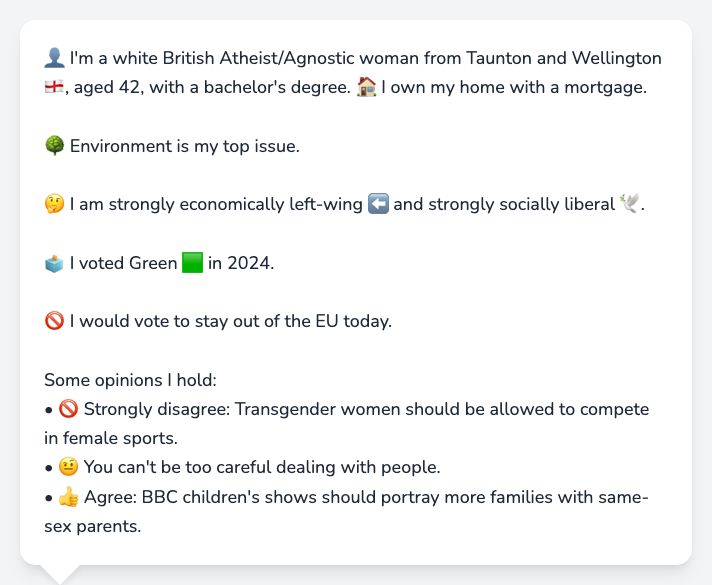 👤 I'm a white British Atheist/Agnostic woman from Taunton and Wellington
🏴󠁧󠁢󠁥󠁮󠁧󠁿, aged 42, with a bachelor's degree. 🏠 I own my home with a mortgage.
🌳 Environment is my top issue.
🤔 I am strongly economically left-wing ⬅️ and strongly socially liberal 🕊️.
🗳️ I voted Green 🟩 in 2024.
🚫 I would vote to stay out of the EU today.
Some opinions I hold:
• 🚫 Strongly disagree: Transgender women should be allowed to compete
in female sports.
• 🤨 You can't be too careful dealing with people.
• 👍 Agree: BBC children's shows should portray more families with same-
sex parents.